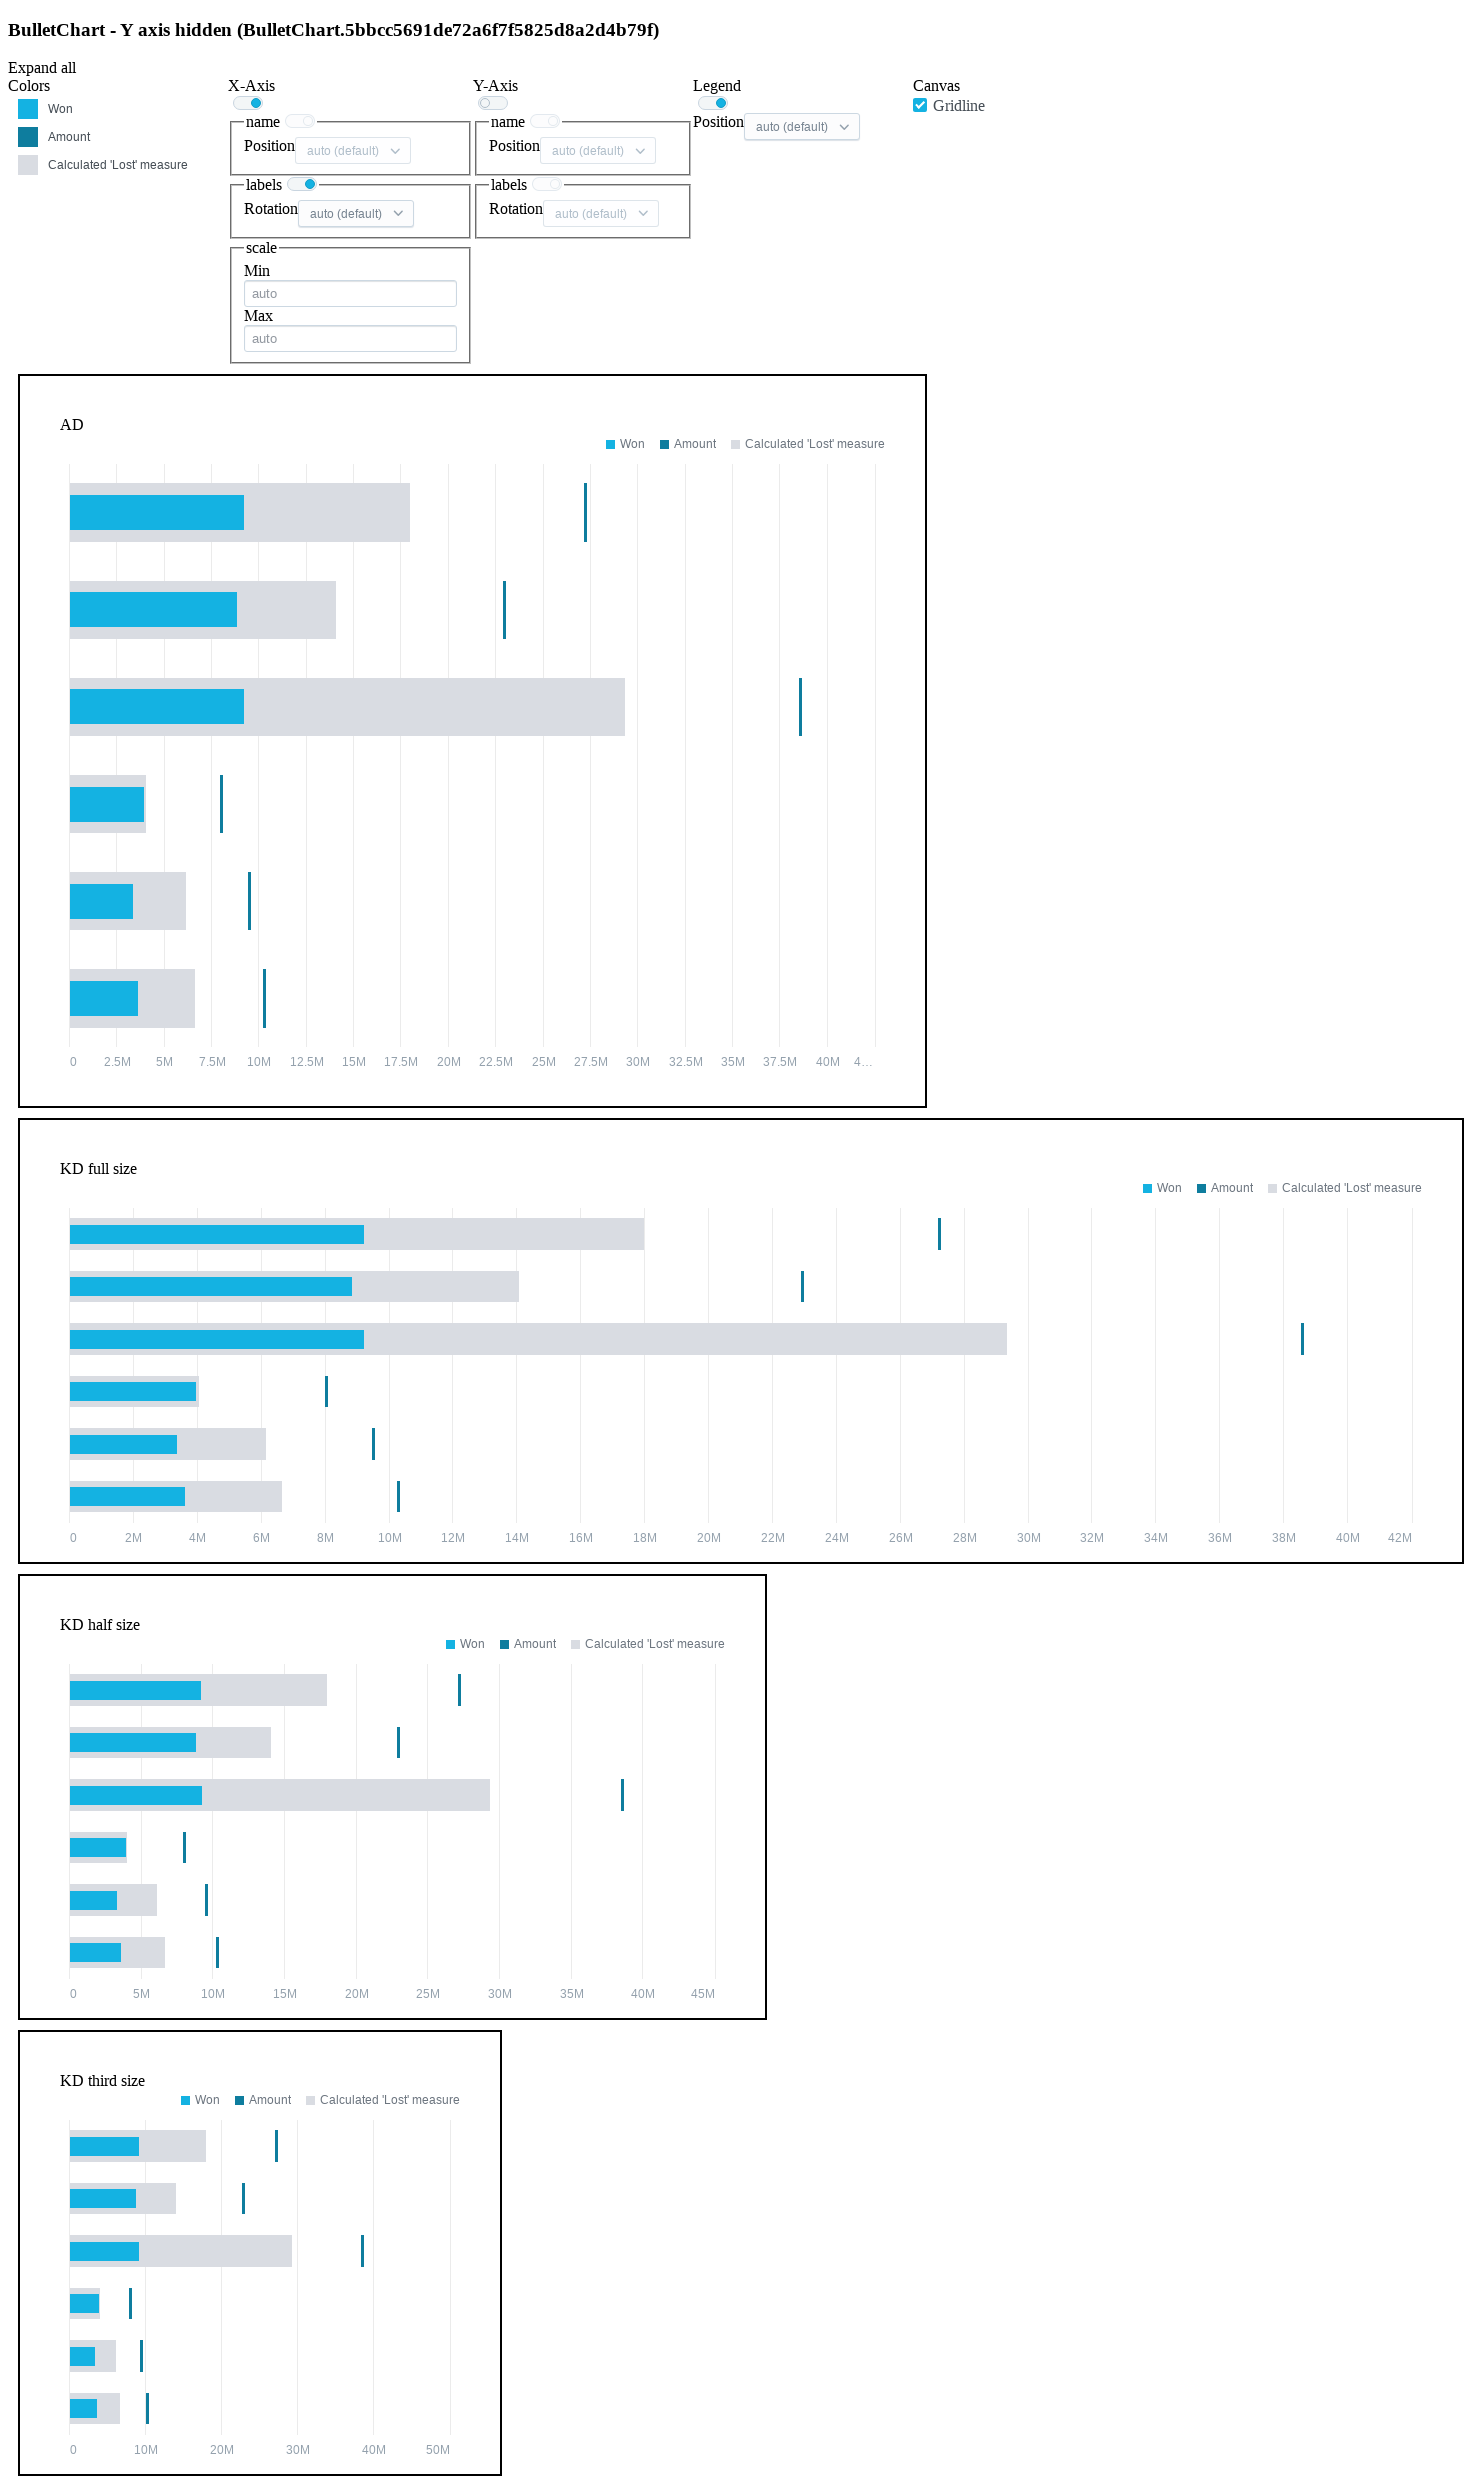 BulletChart - Y axis hidden (BulletChart.5bbcc5691de72a6f7f5825d8a2d4b79f)
Expand all
Colors
Won
Amount
Calculated 'Lost' measure
X-Axis
name
Position auto (default)
labels
Rotation auto (default)
scale
Min
auto
Max
auto
Y-Axis
name
Position auto (default)
labels
Rotation auto (default)
Legend
Position auto (default)
Canvas
Gridline
AD
Won Amount Calculated 'Lost' measure
0 2.5M 5M 7.5M 10M 12.5M 15M 17.5M 20M 22.5M 25M 27.5M 30M 32.5M 35M 37.5M 40M 4...
KD full size
Won Amount Calculated 'Lost' measure
0 2M 4M 6M 8M 10M 12M 14M 16M 18M 20M 22M 24M 26M 28M 30M 32M 34M 36M 38M 40M 42M
KD half size
Won Amount Calculated 'Lost' measure
0 5M 10M 15M 20M 25M 30M 35M 40M 45M
KD third size
Won Amount Calculated 'Lost' measure
0 10M 20M 30M 40M 50M